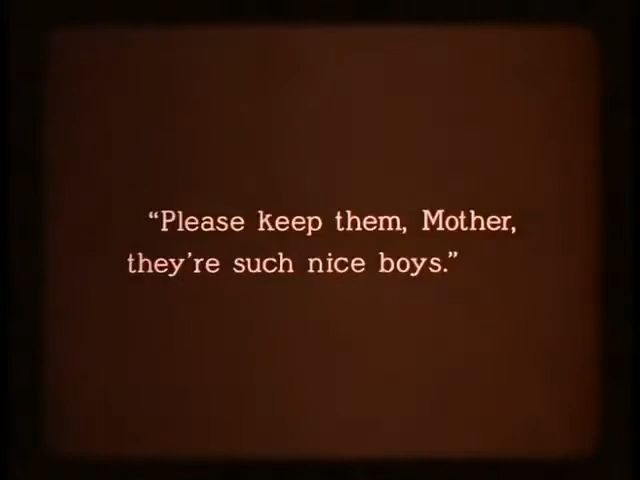 “Please keep them, Mother,
they’re such nice boys.”